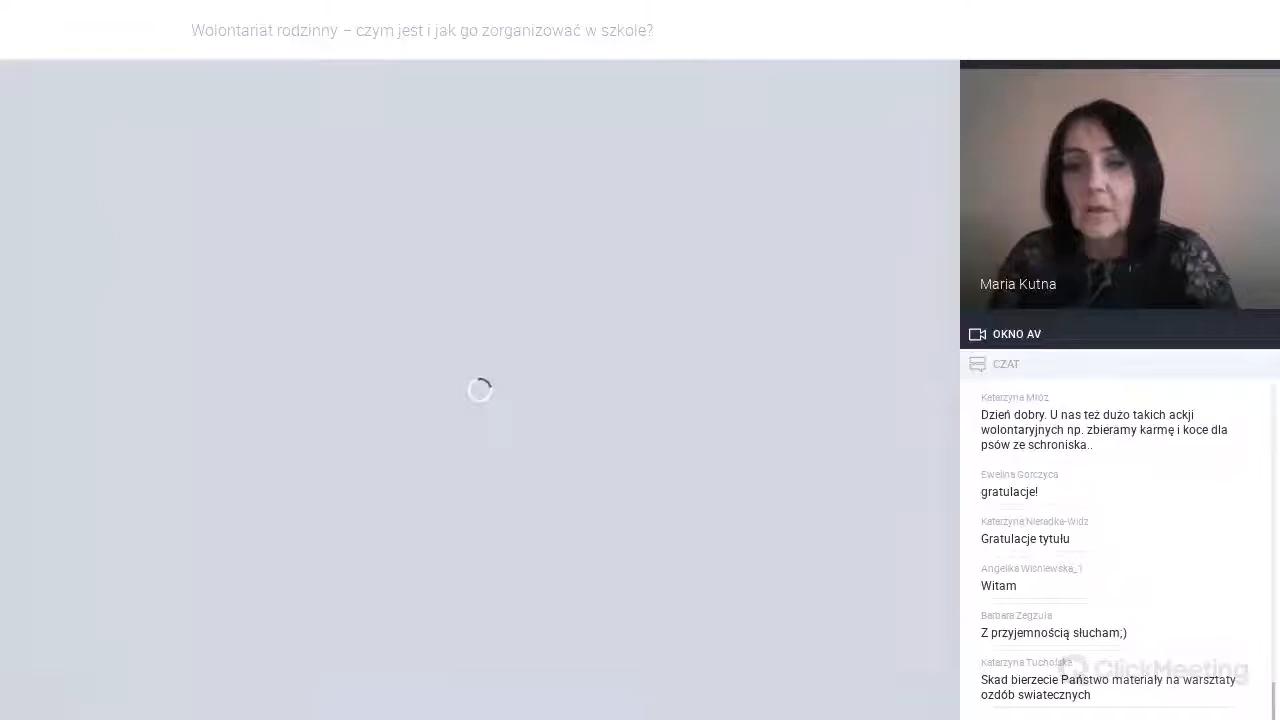 Wolontariat rodzinny – czym jest i jak go zorganizować w szkole?
Maria Kutna
OKNO AV
CZAT
Katarzyna Mróz
Dzień dobry. U nas też dużo takich ackji
wolontaryjnych np. zbieramy karmę i koce dla
psów ze schroniska..
Ewelina Gorczyca
gratulacje!
Katarzyna Nieradka-Widz
Gratulacje tytułu
Angelika Wiśniewska_1
Witam
Barbara Zegzuła
Z przyjemnością słucham;)
Katarzyna Tucholska
ClickMeeting
Skad bierzecie Państwo materiały na warsztaty
ozdób swiatecznych